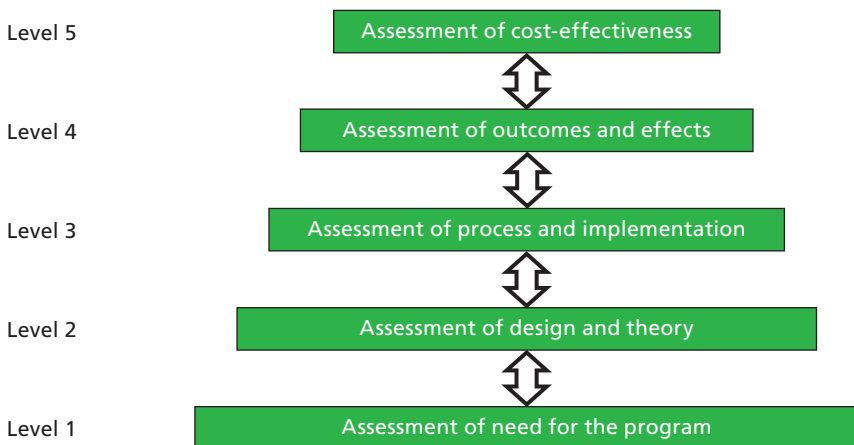 Level 5
Assessment of cost-effectiveness
Level 4
Assessment of outcomes and effects
Level 3
Assessment of process and implementation
Level 2
Assessment of design and theory
Level 1
Assessment of need for the program